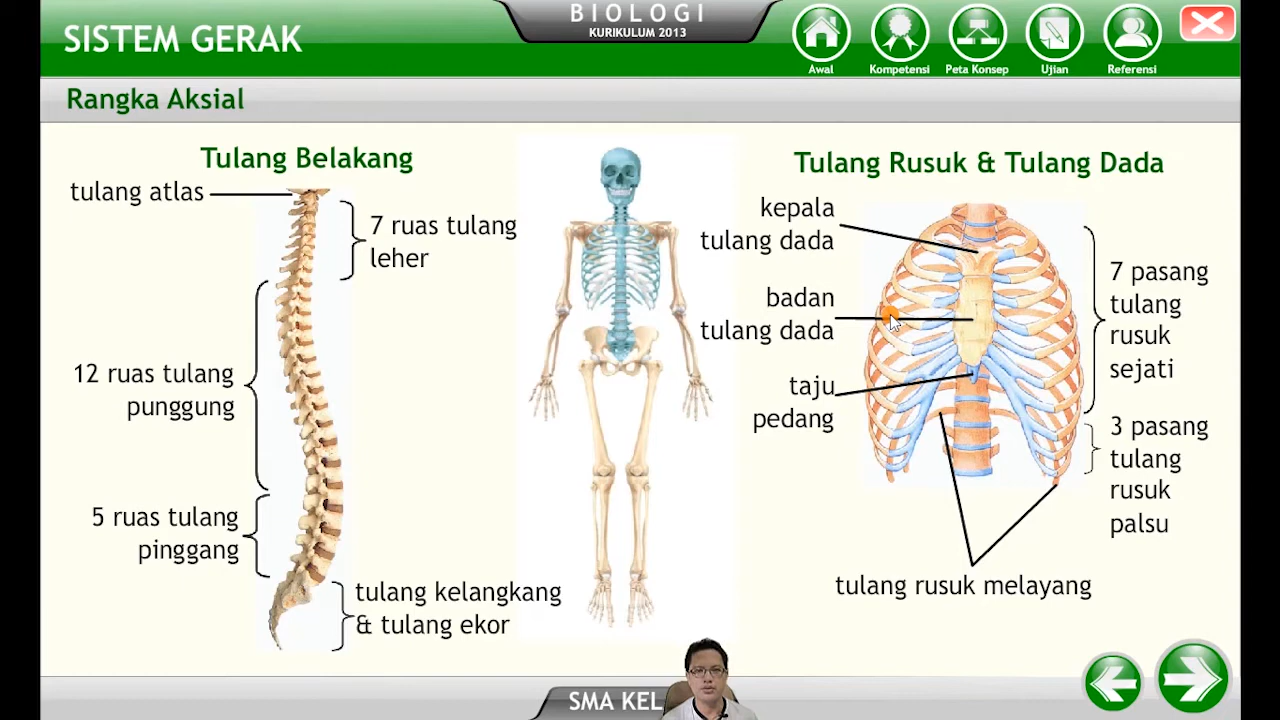 BIOLOGI
KURIKULUM 2013
SISTEM GERAK
Awal
Kompetensi
Peta Konsep
Ujian
Referensi
Rangka Aksial
Tulang Belakang
tulang atlas
7 ruas tulang
leher
12 ruas tulang
punggung
5 ruas tulang
pinggang
tulang kelangkang
& tulang ekor
Tulang Rusuk & Tulang Dada
kepala
tulang dada
badan
tulang dada
taju
pedang
7 pasang
tulang
rusuk
sejati
3 pasang
tulang
rusuk
palsu
tulang rusuk melayang
SMA KEL